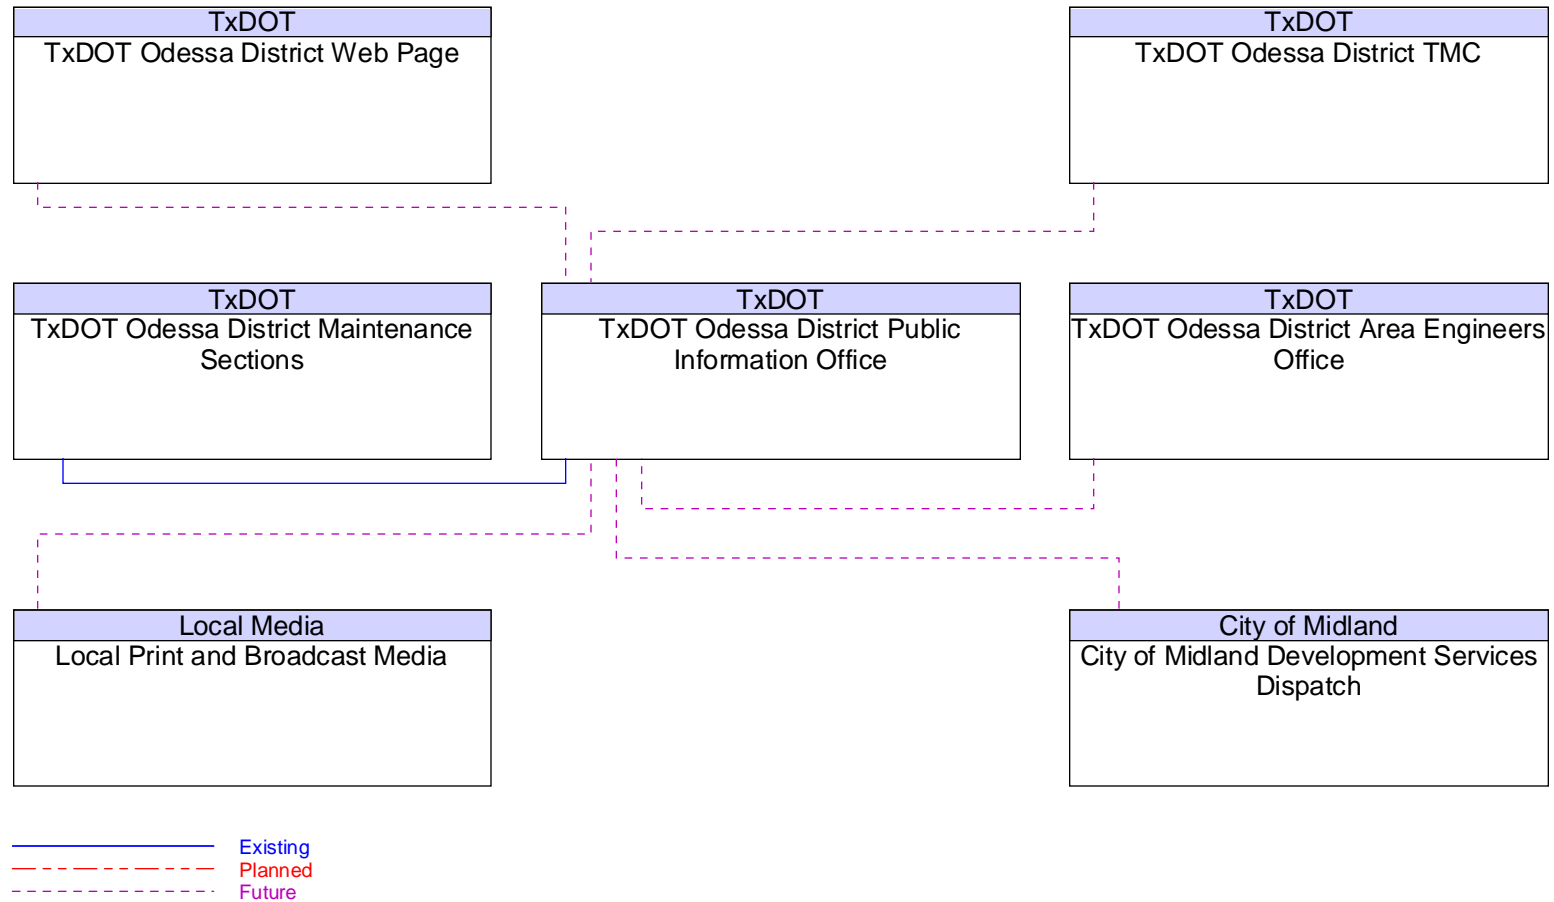 TxDOT
TxDOT Odessa District Web Page
TxDOT
TxDOT Odessa District TMC
TxDOT
TxDOT Odessa District Maintenance
Sections
TxDOT
TxDOT Odessa District Public
Information Office
TxDOT
TxDOT Odessa District Area Engineers
Office
Local Media
Local Print and Broadcast Media
City of Midland
City of Midland Development Services
Dispatch
Existing
Planned
Future